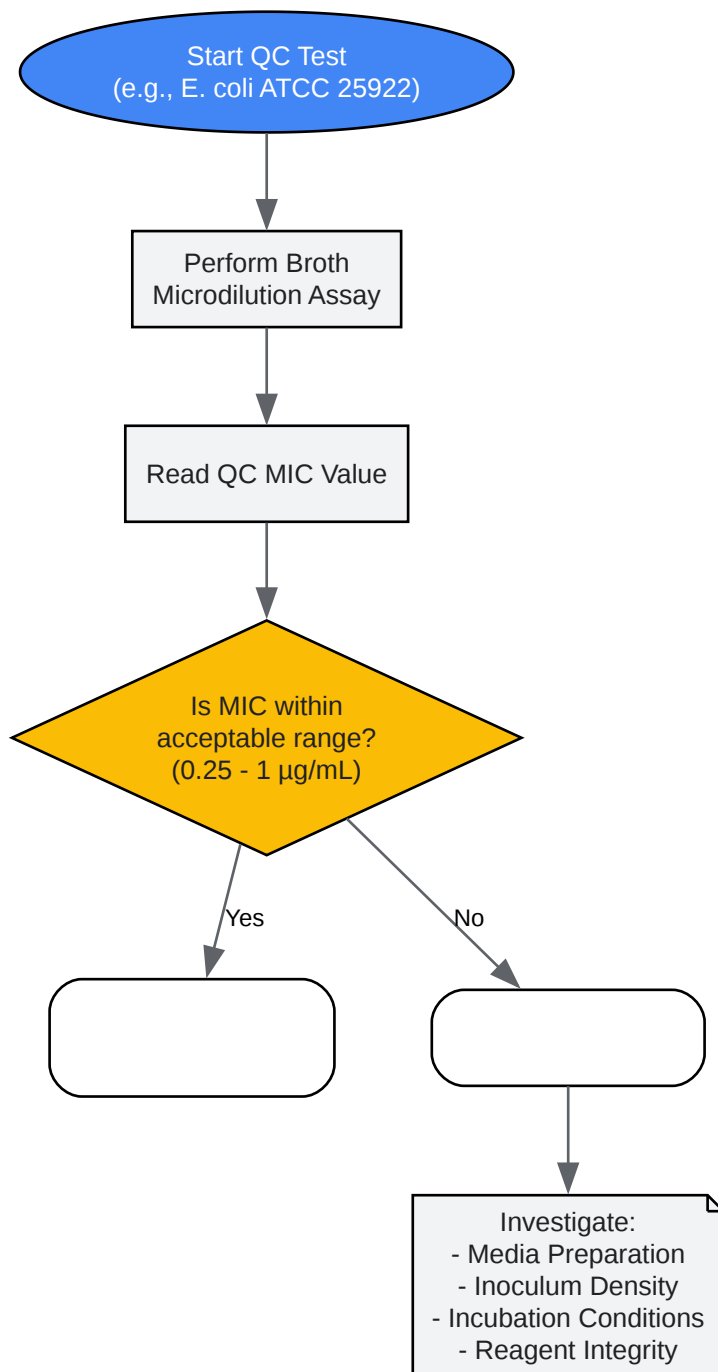 Start QC Test
(e.g., E. coli ATCC 25922)
Perform Broth
Microdilution Assay
Read QC MIC Value
Is MIC within
acceptable range?
(0.25 - 1 µg/mL)
Yes
No
Investigate:
- Media Preparation
- Inoculum Density
- Incubation Conditions
- Reagent Integrity